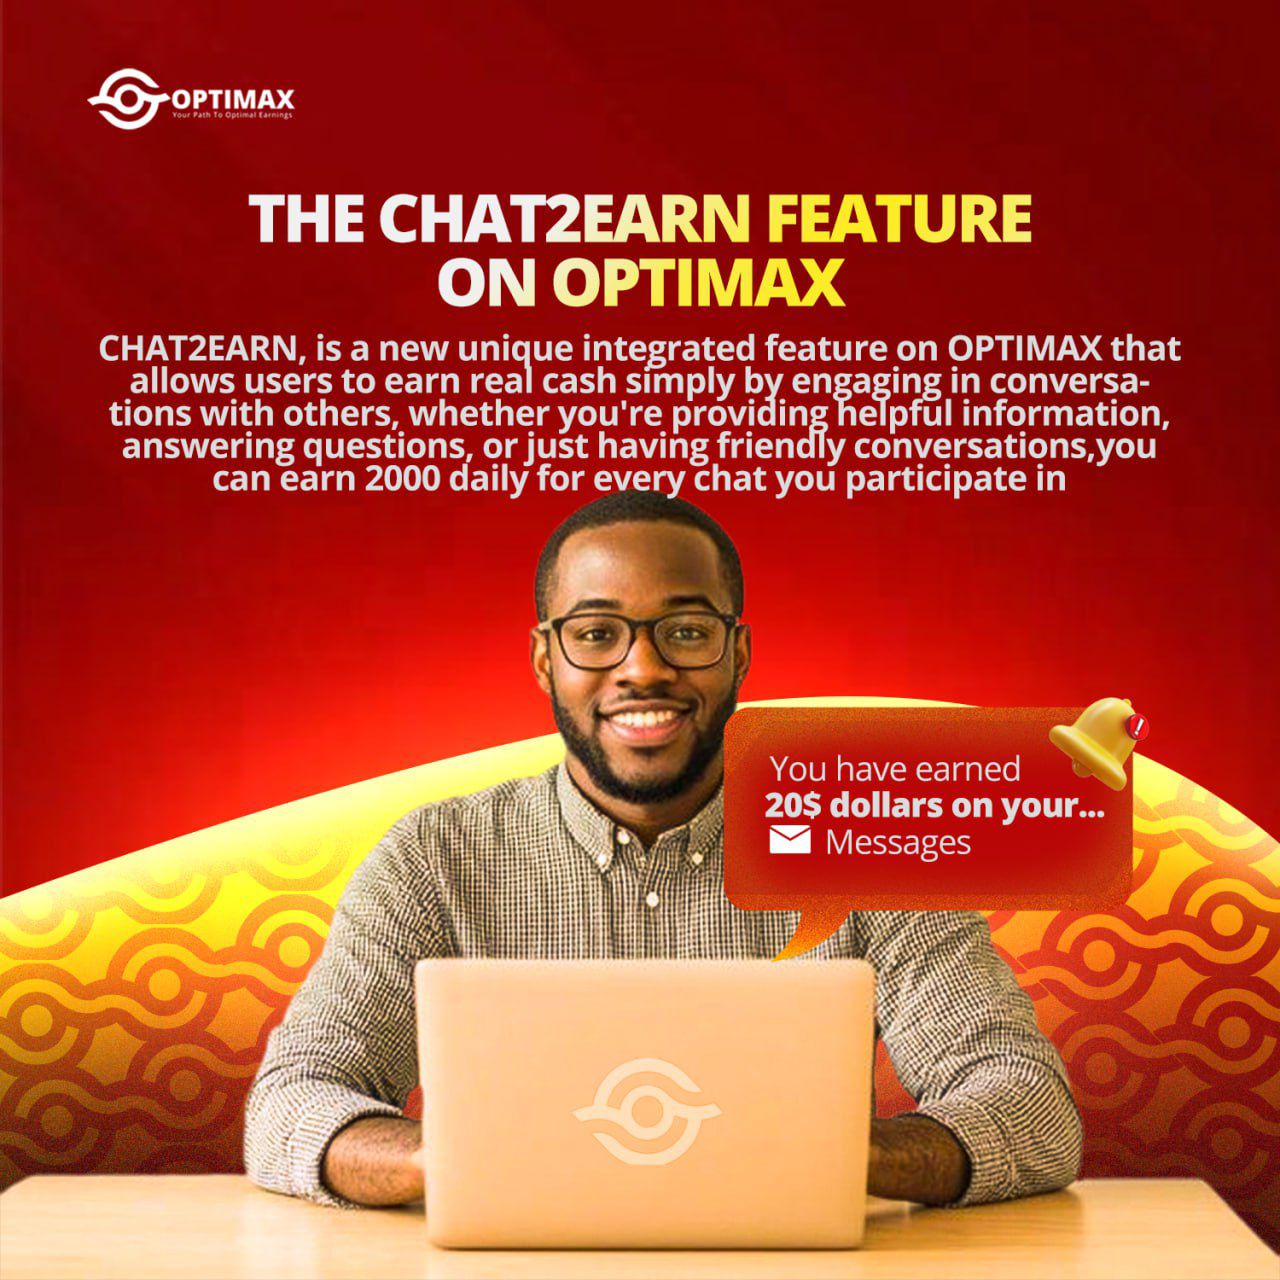 OPTIMAX
Your Path To Optimal Earnings
THE CHAT2EARN FEATURE
ON OPTIMAX
CHAT2EARN, is a new unique integrated feature on OPTIMAX that
allows users to earn real cash simply by engaging in conversa-
tions with others, whether you're providing helpful information,
answering questions, or just having friendly conversations,you
can earn 2000 daily for every chat you participate in
You have earned
20$ dollars on your...
Messages